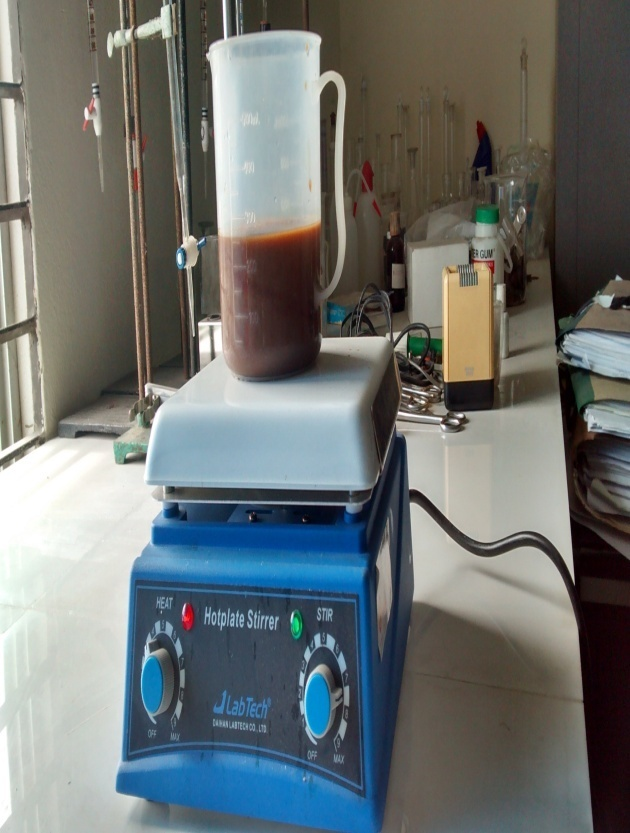 ER GUM
HEAT
Hotplate Stirrer
STIR
LabTech
DAIHAN LABTECH CO., LTD
OFF
MAX
OFF
MAX